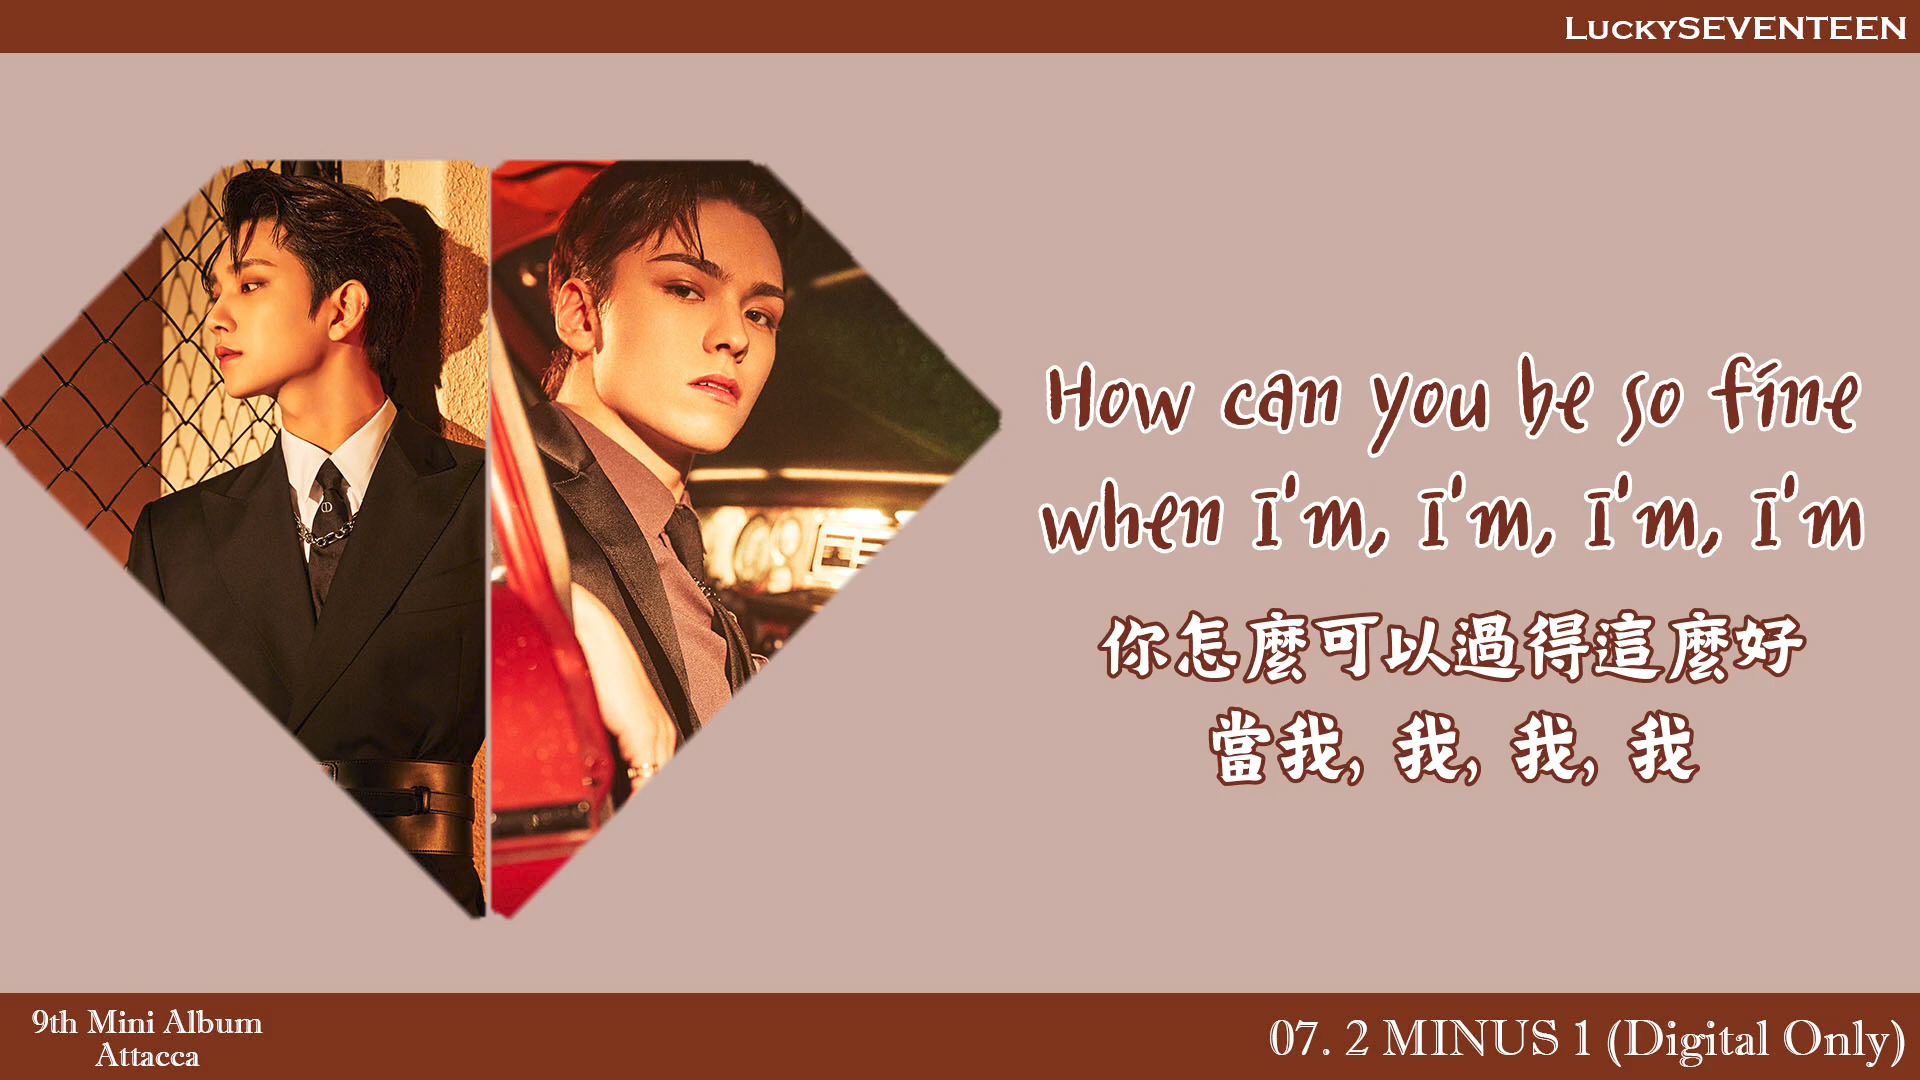 LuckySEVENTEEN
How can you be so fine
when I'm, I'm, I'm, I'm
你怎麼可以過得這麼好
當我, 我, 我, 我
9th Mini Album
Attacca
07. 2 MINUS 1 (Digital Only)